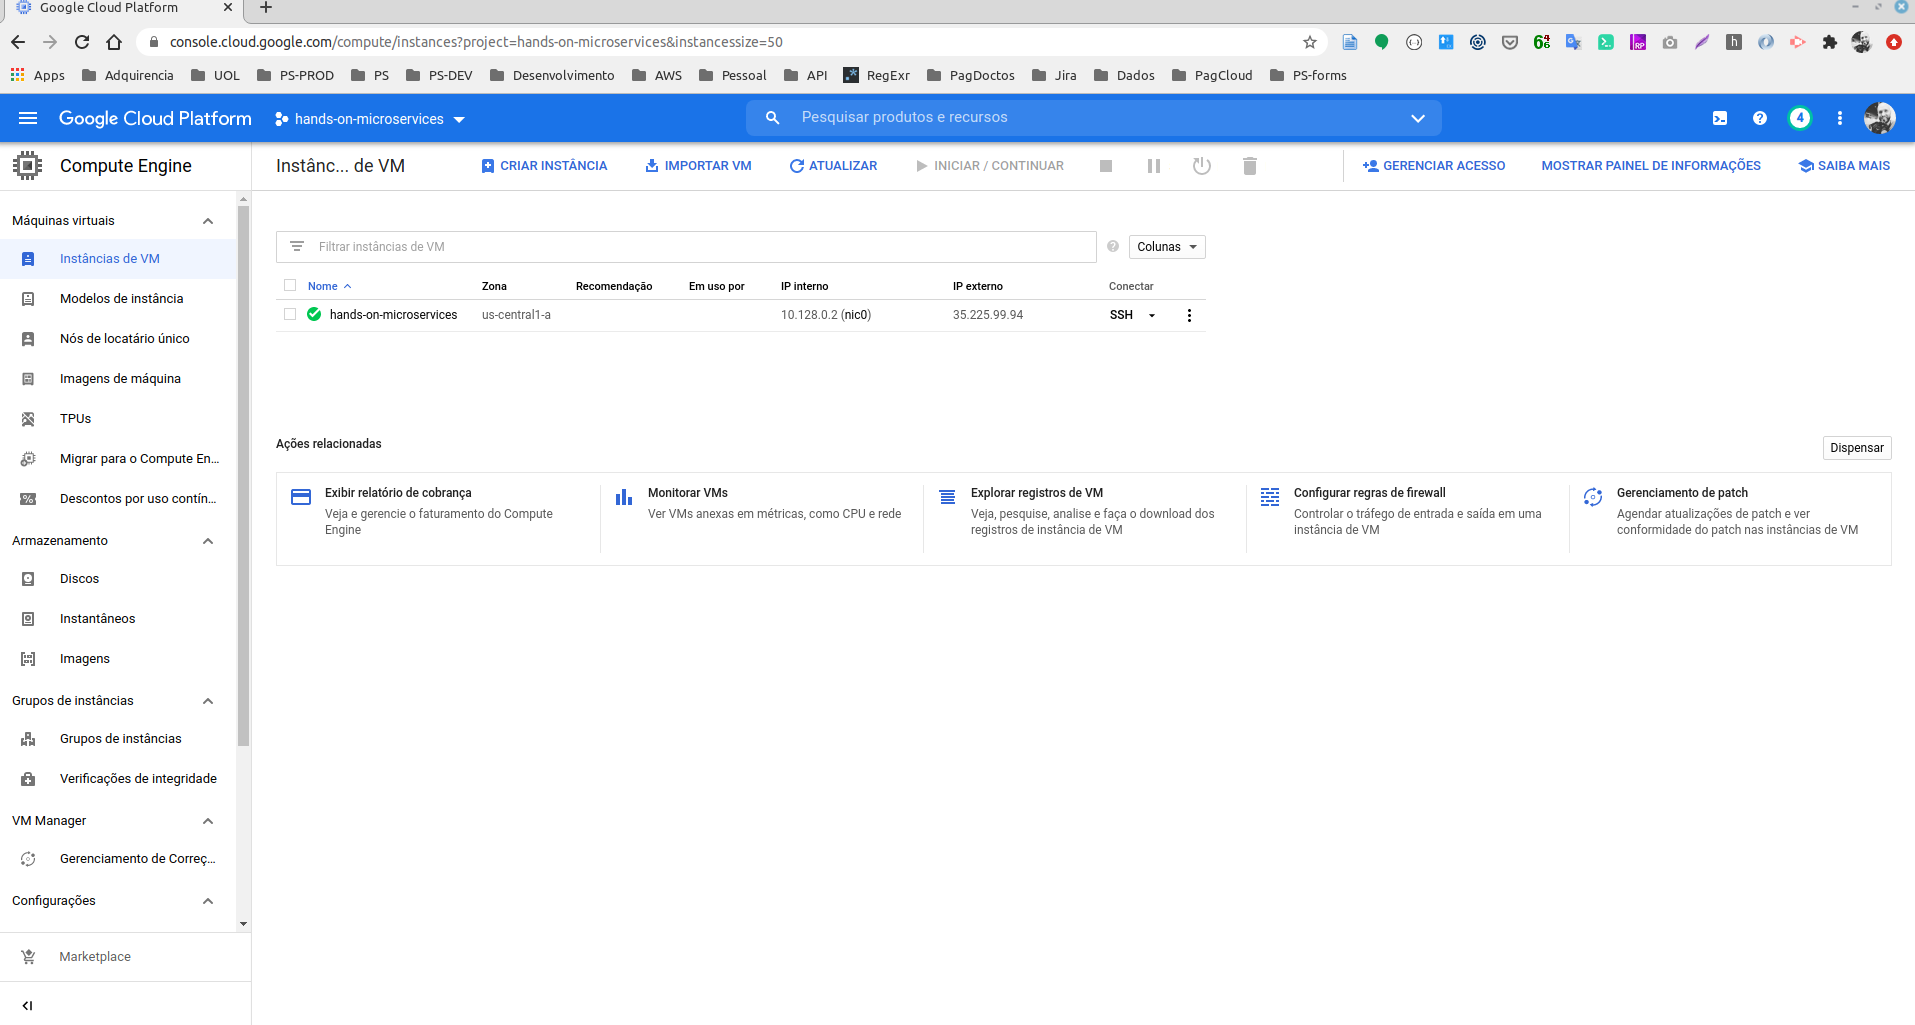 Google Cloud Platform
console.cloud.google.com/compute/instances?project=hands-on-microservices&instancessize=50
Apps Adquirencia UOL PS-PROD PS PS-DEV Desenvolvimento AWS Pessoal API RegExr PagDoctos Jira Dados PagCloud PS-forms
Google Cloud Platform hands-on-microservices Pesquisar produtos e recursos 4
Compute Engine
Instânc... de VM CRIAR INSTÂNCIA IMPORTAR VM ATUALIZAR INICIAR / CONTINUAR GERENCIAR ACESSO MOSTRAR PAINEL DE INFORMAÇÕES SAIBA MAIS
Máquinas virtuais
Instâncias de VM
Modelos de instância
Nós de locatário único
Imagens de máquina
TPUs
Migrar para o Compute En...
Descontos por uso contín...
Armazenamento
Discos
Instantâneos
Imagens
Grupos de instâncias
Grupos de instâncias
Verificações de integridade
VM Manager
Gerenciamento de Correç...
Configurações
Marketplace
Filtrar instâncias de VM Colunas
Nome Zona Recomendação Em uso por IP interno IP externo Conectar
hands-on-microservices us-central1-a 10.128.0.2 (nic0) 35.225.99.94 SSH
Ações relacionadas
Dispensar
Exibir relatório de cobrança
Veja e gerencie o faturamento do Compute
Engine
Monitorar VMs
Ver VMs anexas em métricas, como CPU e rede
Explorar registros de VM
Veja, pesquise, analise e faça o download dos
registros de instância de VM
Configurar regras de firewall
Controlar o tráfego de entrada e saída em uma
instância de VM
Gerenciamento de patch
Agendar atualizações de patch e ver
conformidade do patch nas instâncias de VM